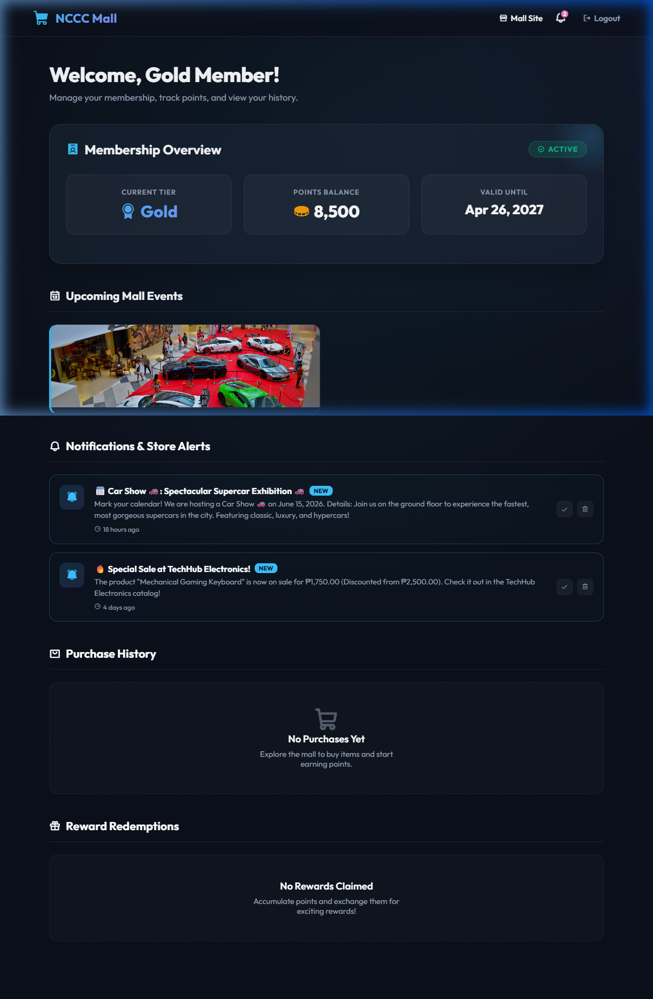 NCCC Mall
Mall Site
2
Logout
Welcome, Gold Member!
Manage your membership, track points, and view your history.
Membership Overview
ACTIVE
CURRENT TIER
Gold
POINTS BALANCE
8,500
VALID UNTIL
Apr 26, 2027
12
Upcoming Mall Events
Notifications & Store Alerts
🗓️ Car Show 🚗: Spectacular Supercar Exhibition 🚗 NEW
Mark your calendar! We are hosting a Car Show 🚗 on June 15, 2026. Details: Join us on the ground floor to experience the fastest,
most gorgeous supercars in the city. Featuring classic, luxury, and hypercars!
18 hours ago
🔥 Special Sale at TechHub Electronics! NEW
The product "Mechanical Gaming Keyboard" is now on sale for ₱1,750.00 (Discounted from ₱2,500.00). Check it out in the TechHub
Electronics catalog!
4 days ago
Purchase History
No Purchases Yet
Explore the mall to buy items and start
earning points.
Reward Redemptions
No Rewards Claimed
Accumulate points and exchange them for
exciting rewards!